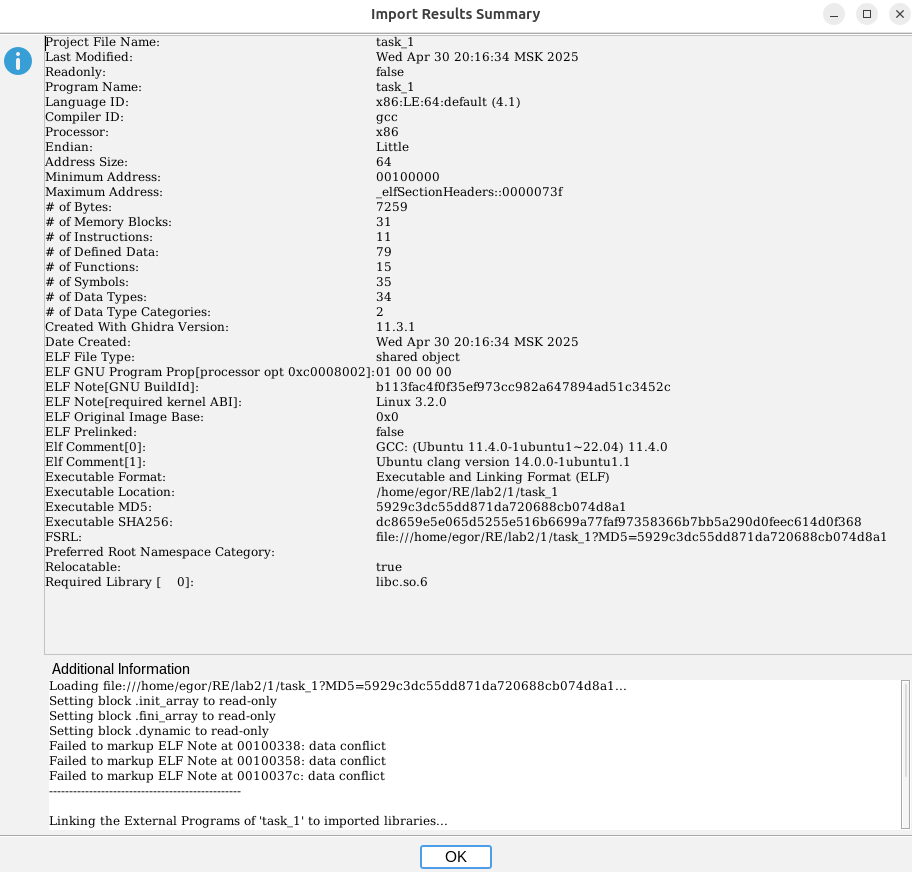 Import Results Summary
Project File Name: task_1
Last Modified: Wed Apr 30 20:16:34 MSK 2025
Readonly: false
Program Name: task_1
Language ID: x86:LE:64:default (4.1)
Compiler ID: gcc
Processor: x86
Endian: Little
Address Size: 64
Minimum Address: 00100000
Maximum Address: _elfSectionHeaders::0000073f
# of Bytes: 7259
# of Memory Blocks: 31
# of Instructions: 11
# of Defined Data: 79
# of Functions: 15
# of Symbols: 35
# of Data Types: 34
# of Data Type Categories: 2
Created With Ghidra Version: 11.3.1
Date Created: Wed Apr 30 20:16:34 MSK 2025
ELF File Type: shared object
ELF GNU Program Prop[processor opt 0xc0008002]: 01 00 00 00
ELF Note[GNU BuildId]: b113fac4f0f35ef973cc982a647894ad51c3452c
ELF Note[required kernel ABI]: Linux 3.2.0
ELF Original Image Base: 0x0
ELF Prelinked: false
Elf Comment[0]: GCC: (Ubuntu 11.4.0-1ubuntu1~22.04) 11.4.0
Elf Comment[1]: Ubuntu clang version 14.0.0-1ubuntu1.1
Executable Format: Executable and Linking Format (ELF)
Executable Location: /home/egor/RE/lab2/1/task_1
Executable MD5: 5929c3dc55dd871da720688cb074d8a1
Executable SHA256: dc8659e5e065d5255e516b6699a77faf97358366b7bb5a290d0feec614d0f368
FSRL: file:///home/egor/RE/lab2/1/task_1?MD5=5929c3dc55dd871da720688cb074d8a1
Preferred Root Namespace Category:
Relocatable: true
Required Library [ 0]: libc.so.6
Additional Information
Loading file:///home/egor/RE/lab2/1/task_1?MD5=5929c3dc55dd871da720688cb074d8a1...
Setting block .init_array to read-only
Setting block .fini_array to read-only
Setting block .dynamic to read-only
Failed to markup ELF Note at 00100338: data conflict
Failed to markup ELF Note at 00100358: data conflict
Failed to markup ELF Note at 0010037c: data conflict
------------------------------------------------
Linking the External Programs of 'task_1' to imported libraries...
OK